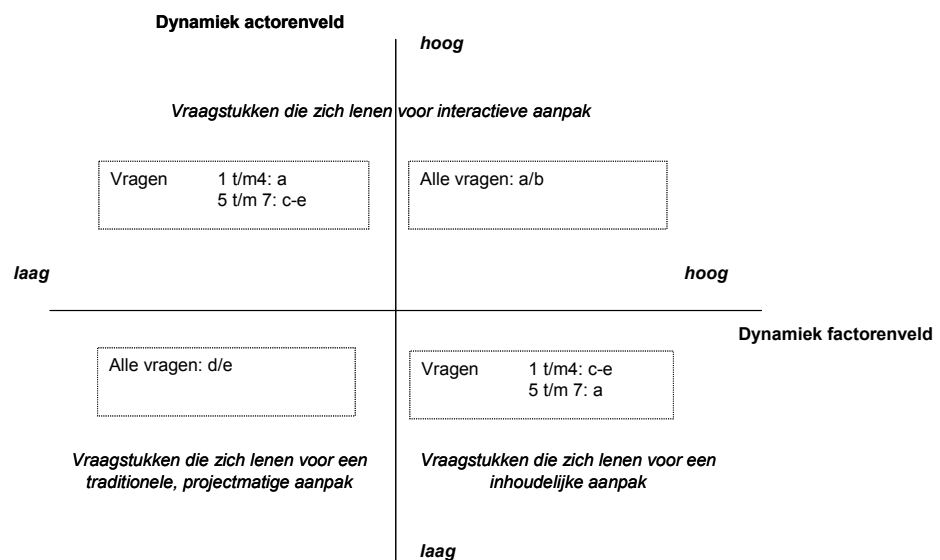 Dynamiek actorenveld
hoog
Vraagstukken die zich lenen voor interactieve aanpak
Vragen 1 t/m4: a
5 t/m 7: c-e
Alle vragen: a/b
laag
hoog
Dynamiek factorenveld
Alle vragen: d/e
Vragen 1 t/m4: c-e
5 t/m 7: a
Vraagstukken die zich lenen voor een
traditionele, projectmatige aanpak
Vraagstukken die zich lenen voor een
inhoudelijke aanpak
laag